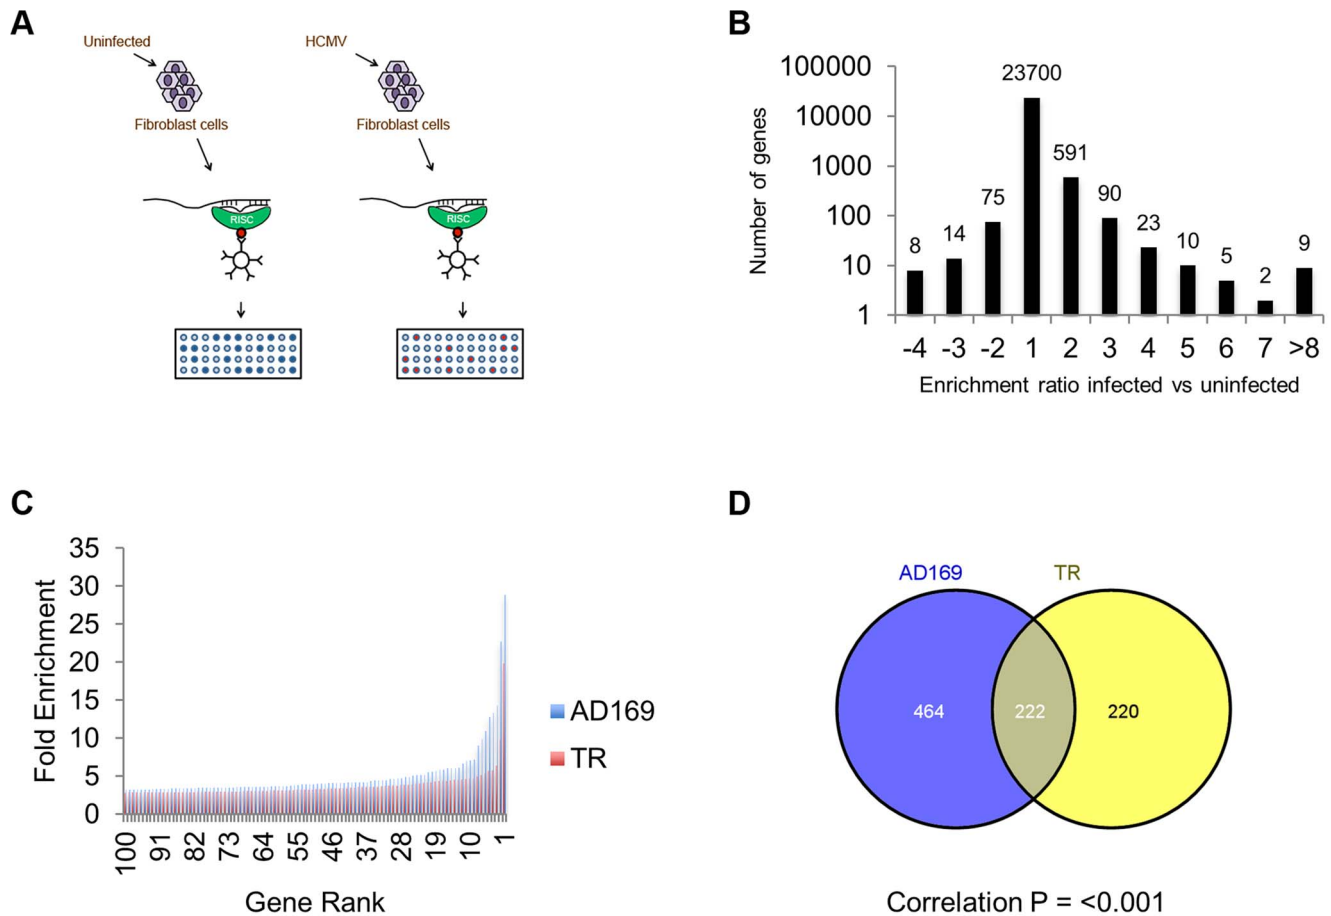 A
Uninfected
HCMV
Fibroblast cells
Fibroblast cells
RISC
RISC
B
Number of genes
100000
10000
1000
100
10
1
8
14
75
23700
591
90
23
10
5
2
9
-4 -3 -2 1 2 3 4 5 6 7 >8
Enrichment ratio infected vs uninfected
C
Fold Enrichment
35
30
25
20
15
10
5
0
100 91 82 73 64 55 46 37 28 19 10 1
Gene Rank
AD169
TR
D
AD169
TR
464
222
220
Correlation P = <0.001